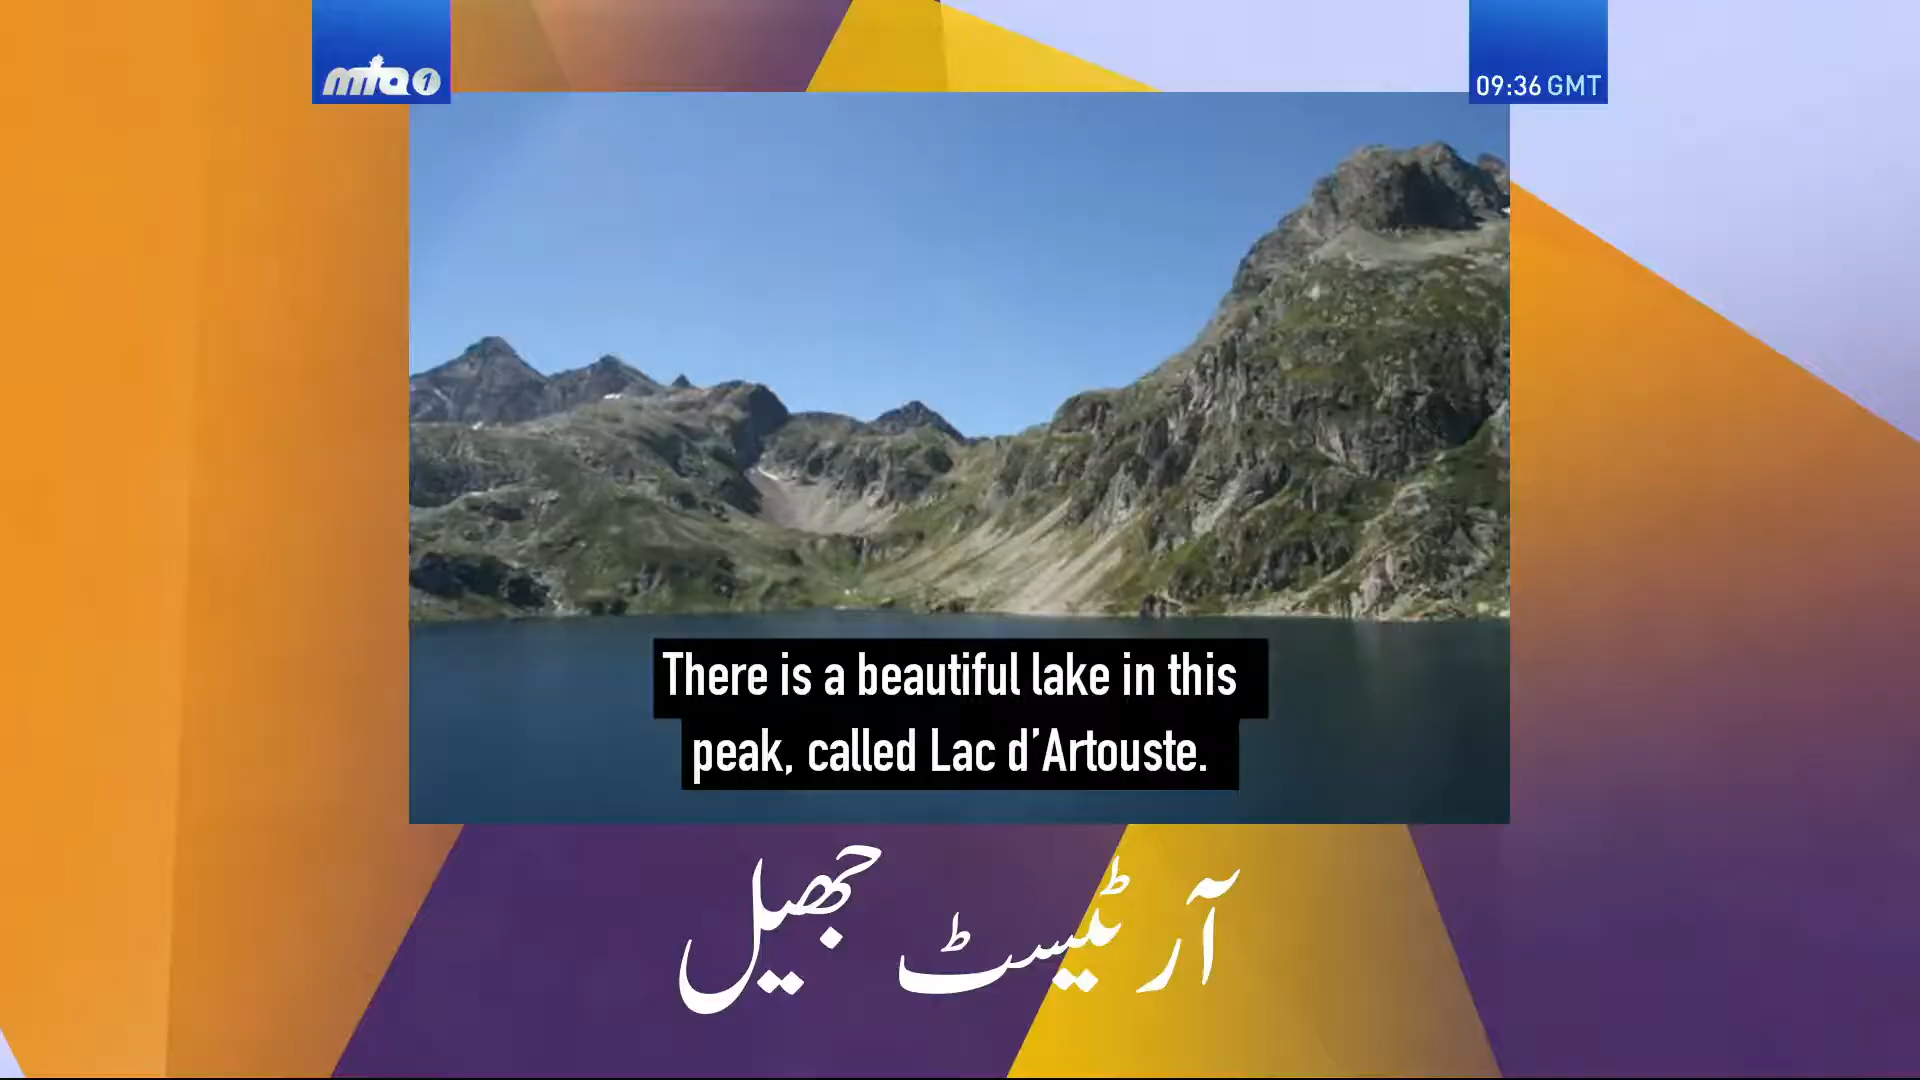 mta1
09:36 GMT
There is a beautiful lake in this
peak, called Lac d’Artouste.
آرٹیسٹ جھیل